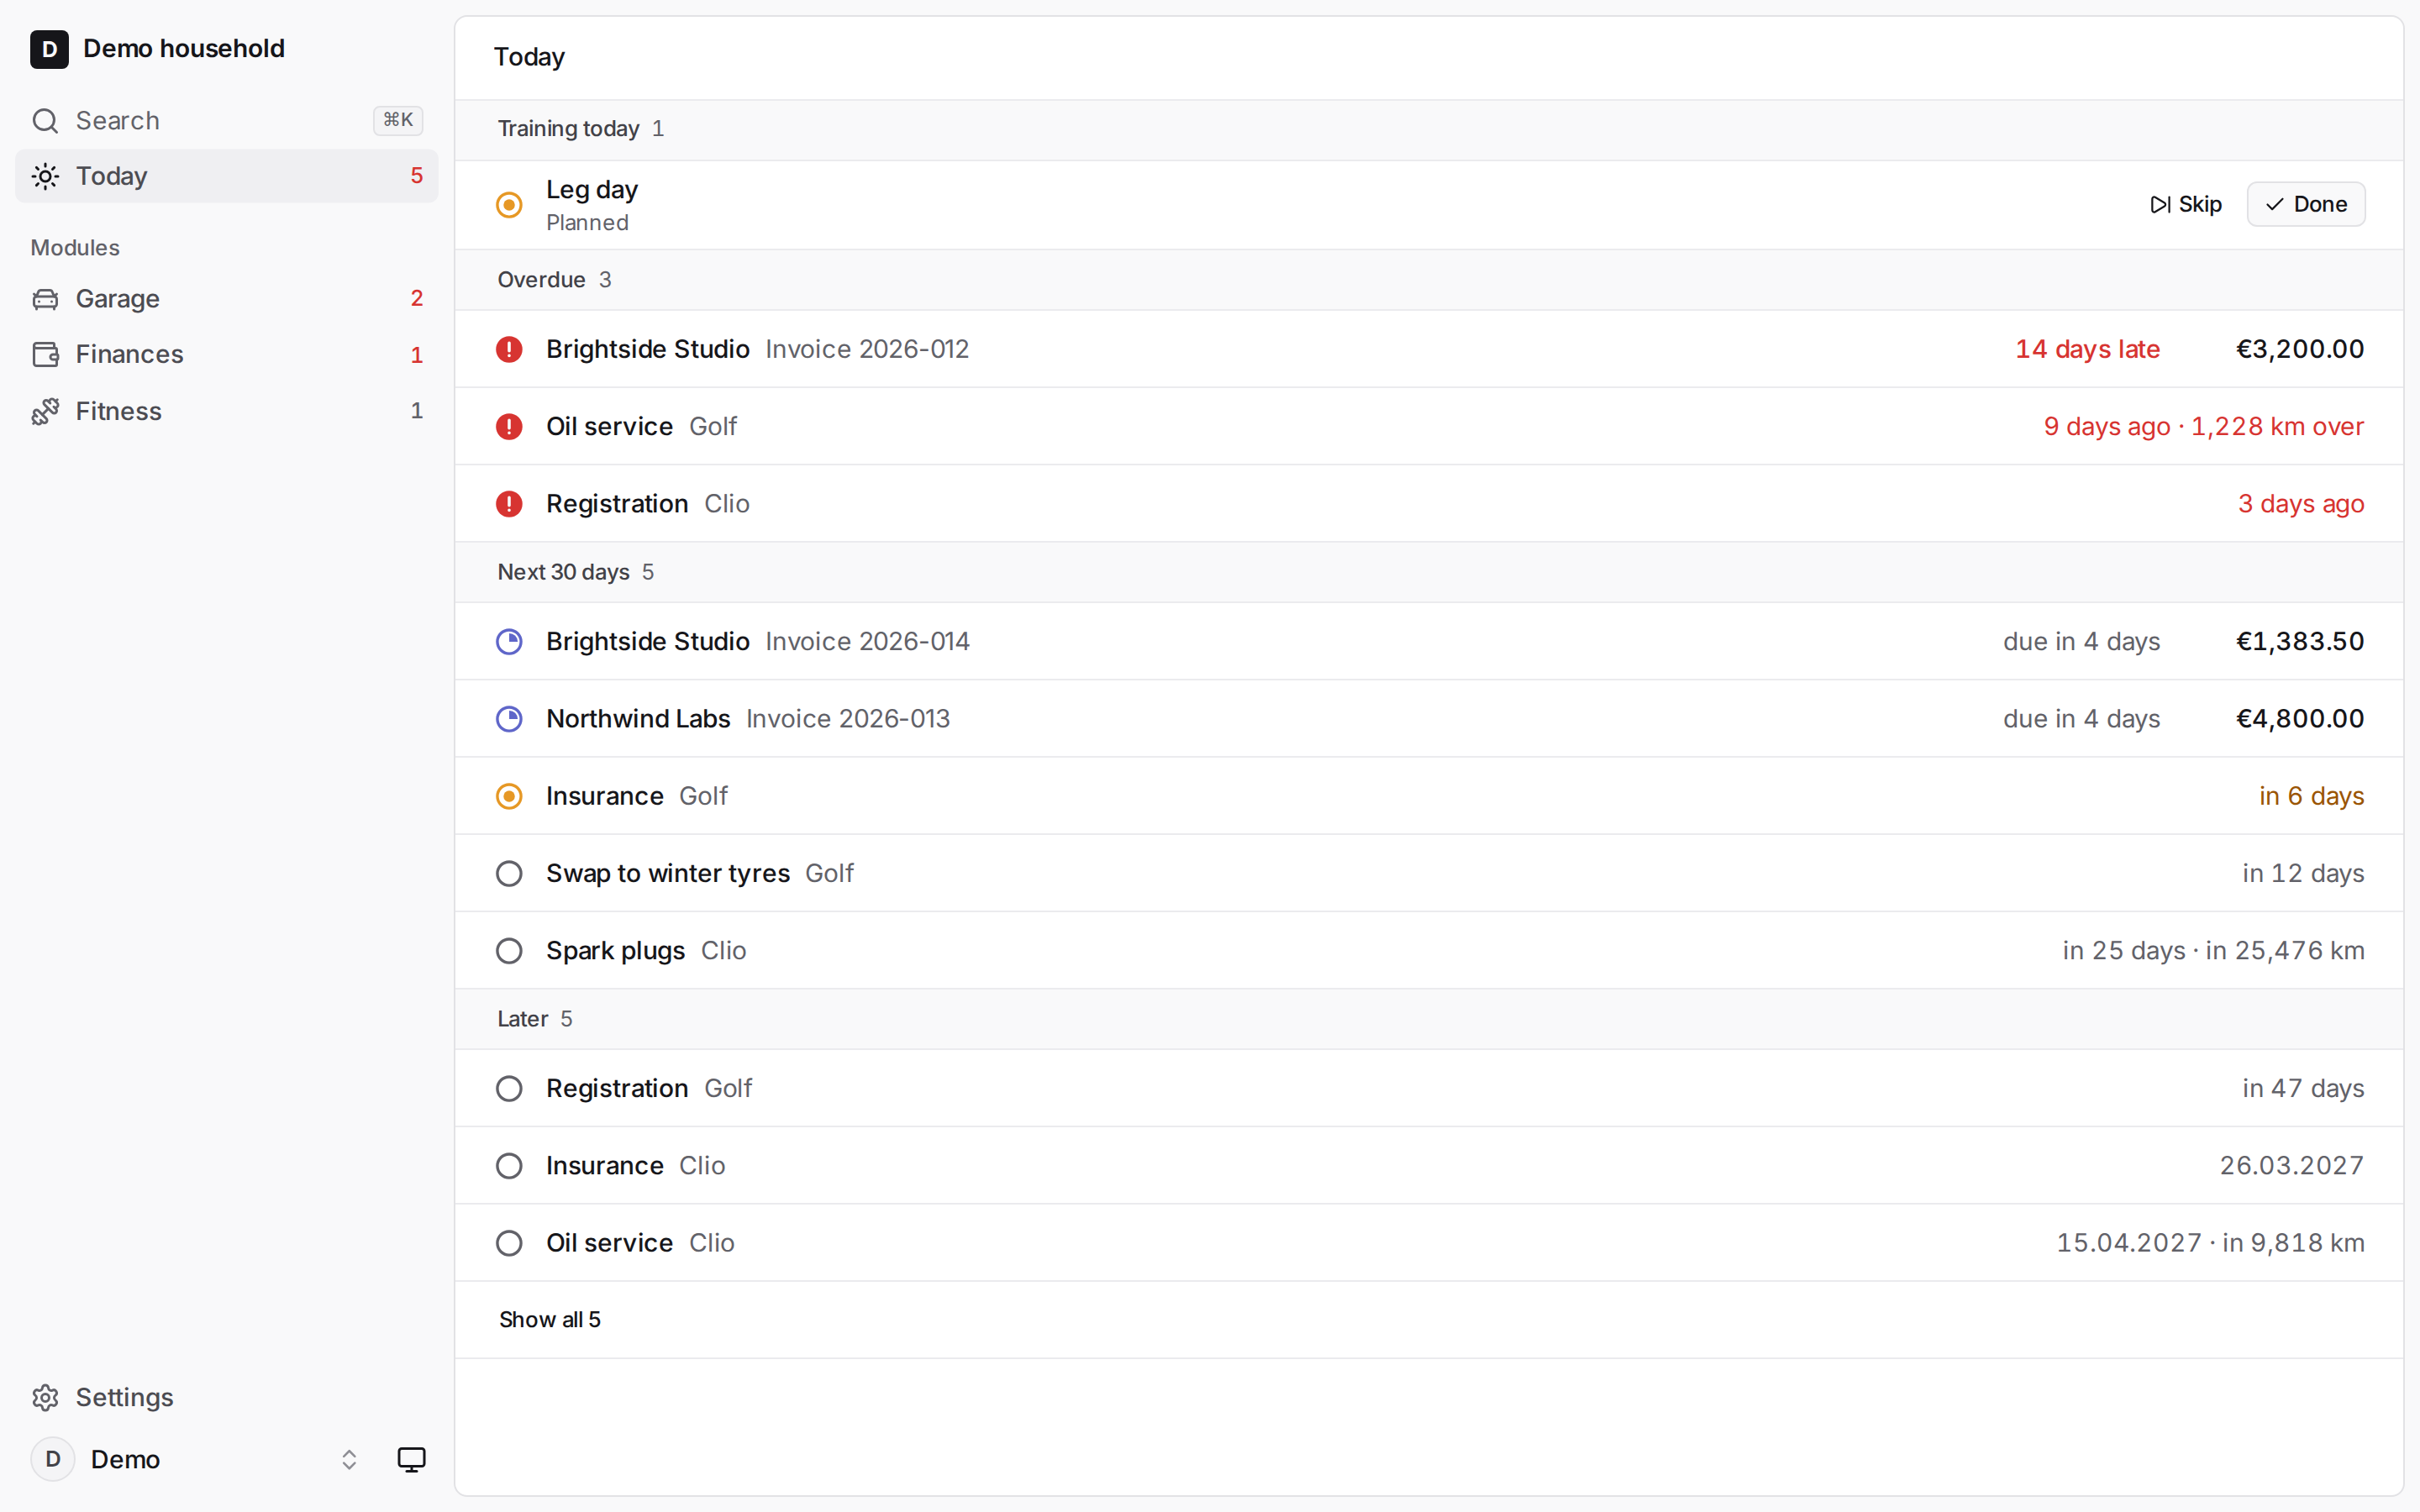 D Demo household
Search ⌘K
Today 5
Modules
Garage 2
Finances 1
Fitness 1
Settings
D Demo
Today
Training today 1
Leg day
Planned
Skip Done
Overdue 3
Brightside Studio Invoice 2026-012 14 days late €3,200.00
Oil service Golf 9 days ago · 1,228 km over
Registration Clio 3 days ago
Next 30 days 5
Brightside Studio Invoice 2026-014 due in 4 days €1,383.50
Northwind Labs Invoice 2026-013 due in 4 days €4,800.00
Insurance Golf in 6 days
Swap to winter tyres Golf in 12 days
Spark plugs Clio in 25 days · in 25,476 km
Later 5
Registration Golf in 47 days
Insurance Clio 26.03.2027
Oil service Clio 15.04.2027 · in 9,818 km
Show all 5